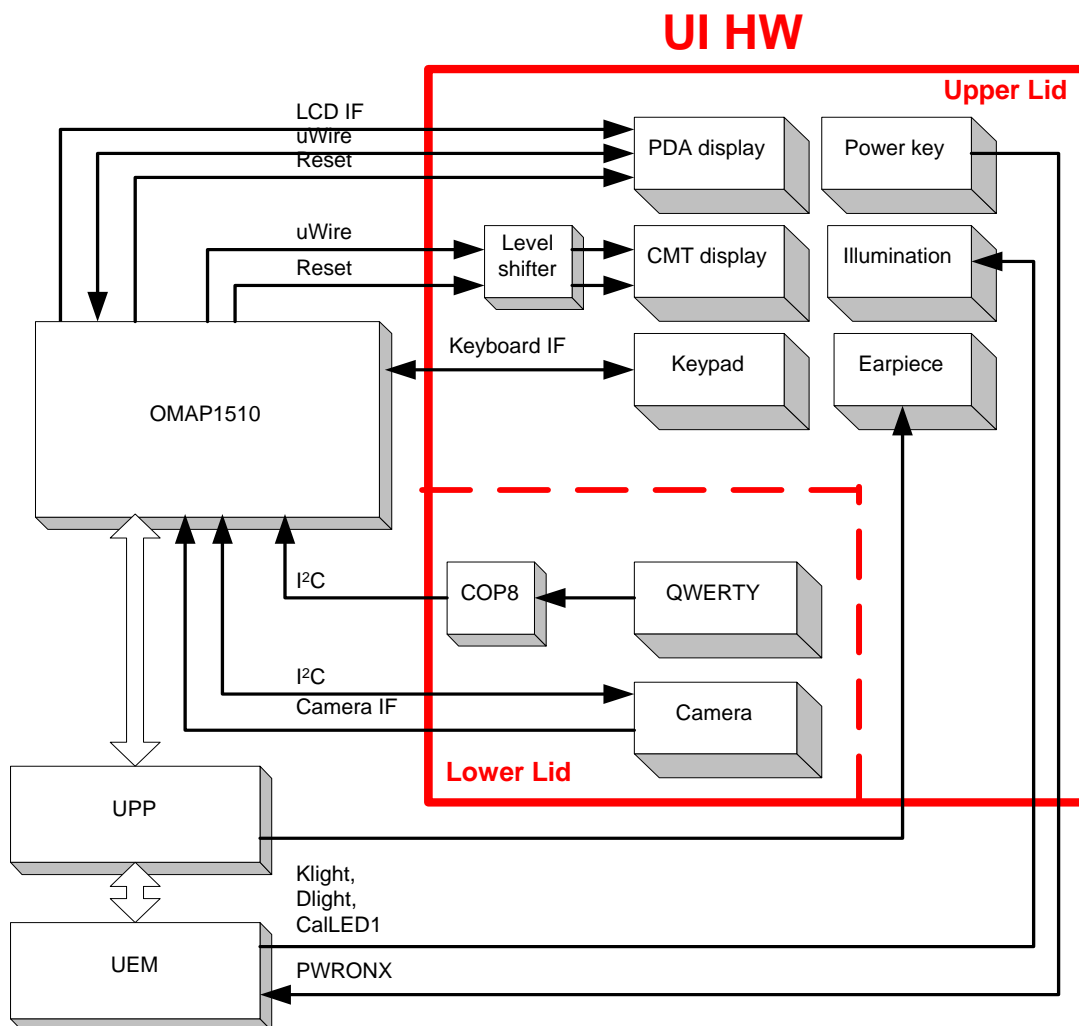 UI HW
Upper Lid
LCD IF
uWire
Reset
PDA display
Power key
uWire
Reset
Level
shifter
CMT display
Illumination
Keyboard IF
Keypad
Earpiece
OMAP1510
I²C
COP8
QWERTY
I²C
Camera IF
Camera
Lower Lid
UPP
Klight,
Dlight,
CalLED1
UEM
PWRONX